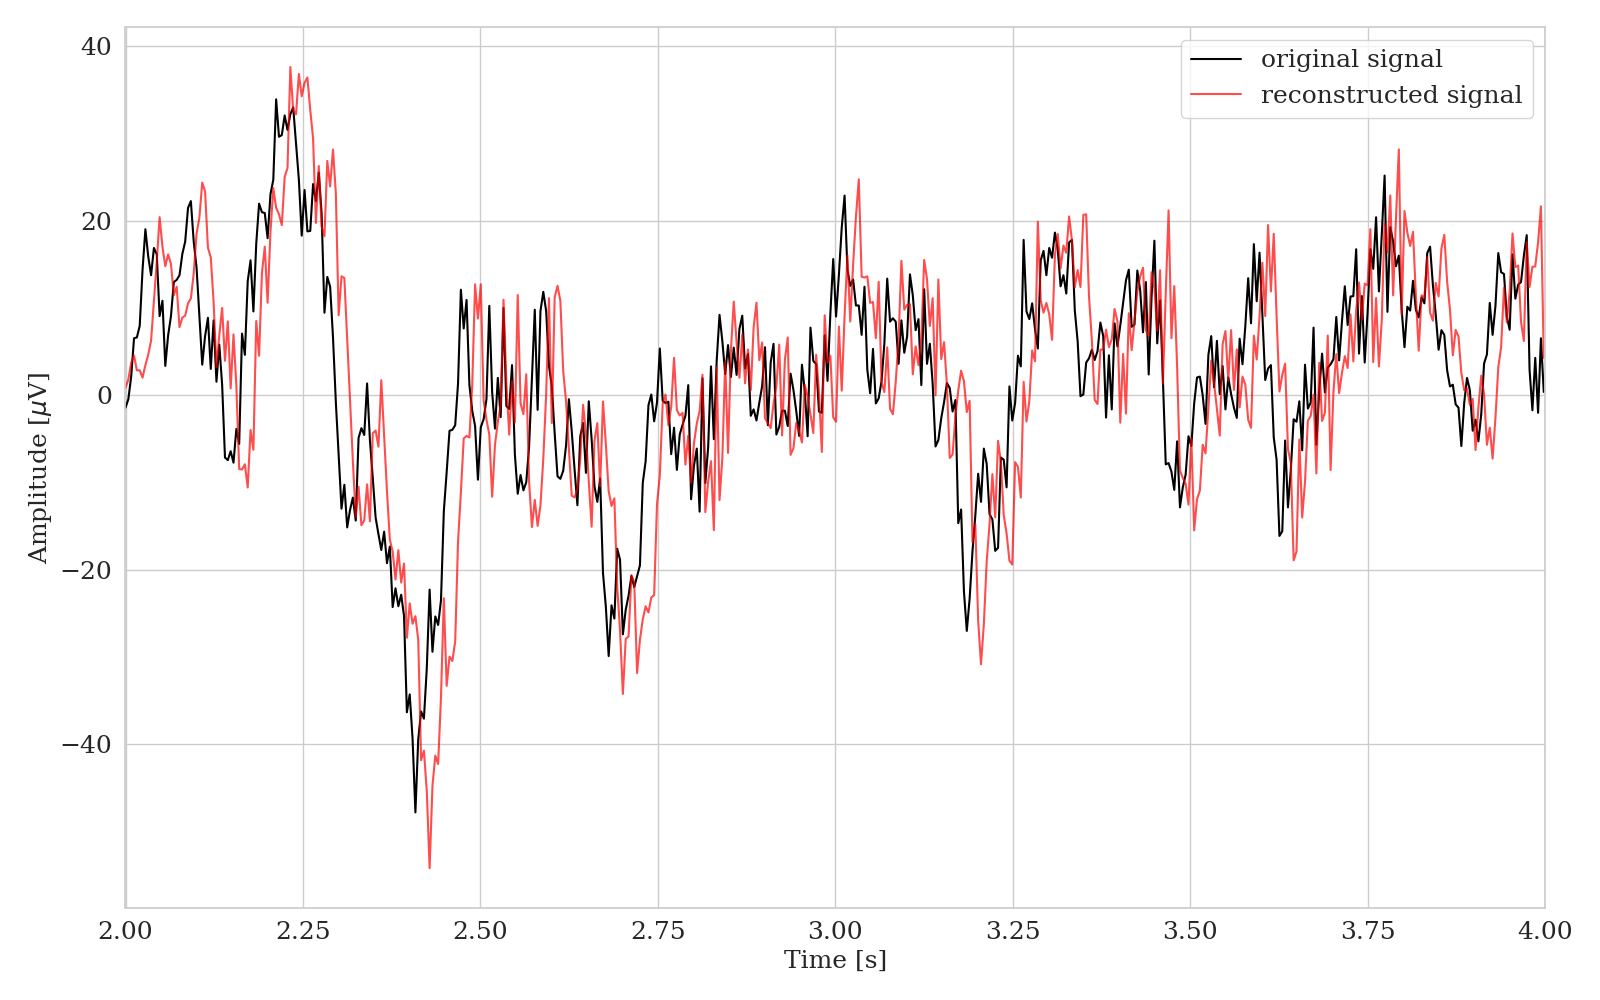 40
20
0
−20
−40
Amplitude [μV]
original signal
reconstructed signal
2.00 2.25 2.50 2.75 3.00 3.25 3.50 3.75 4.00
Time [s]